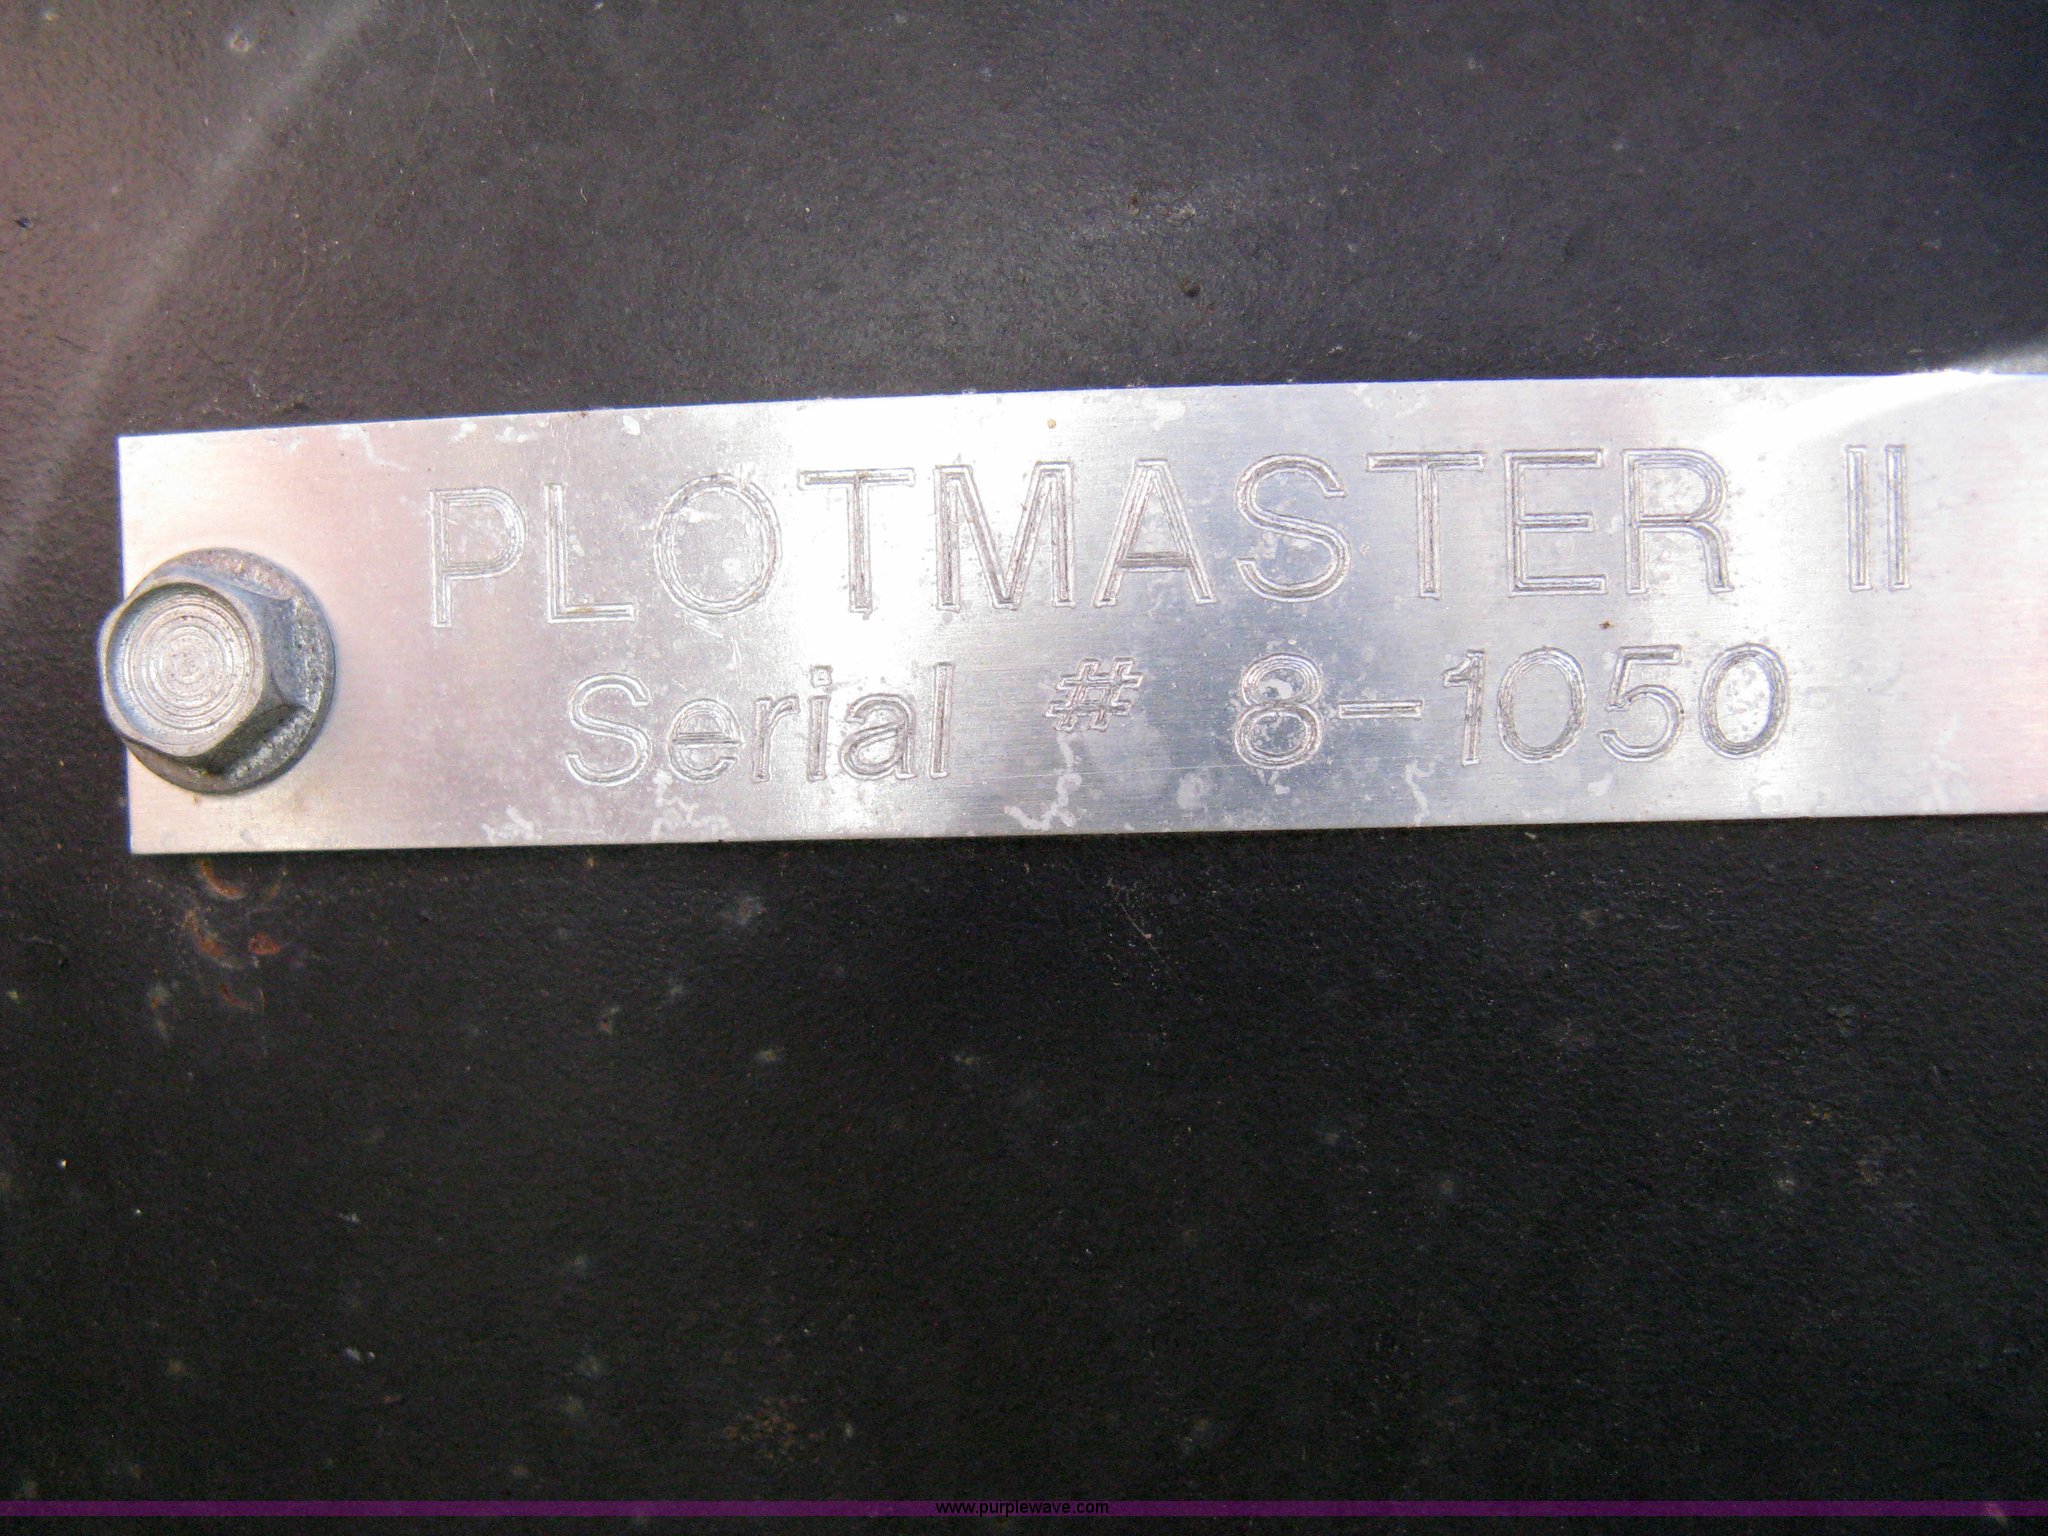 PLOTMASTER II
Serial # 8-1050
www.purplewave.com